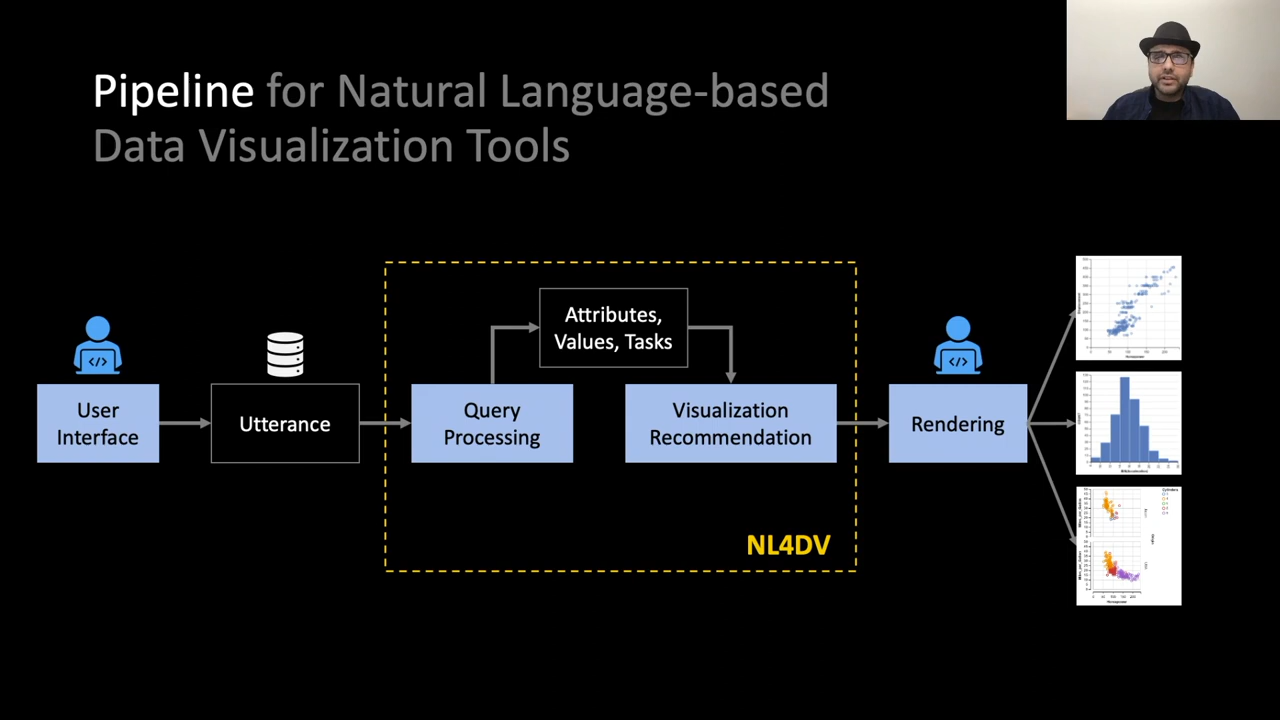 Pipeline for Natural Language-based
Data Visualization Tools
User
Interface
Utterance
Query
Processing
Attributes,
Values, Tasks
Visualization
Recommendation
NL4DV
Rendering